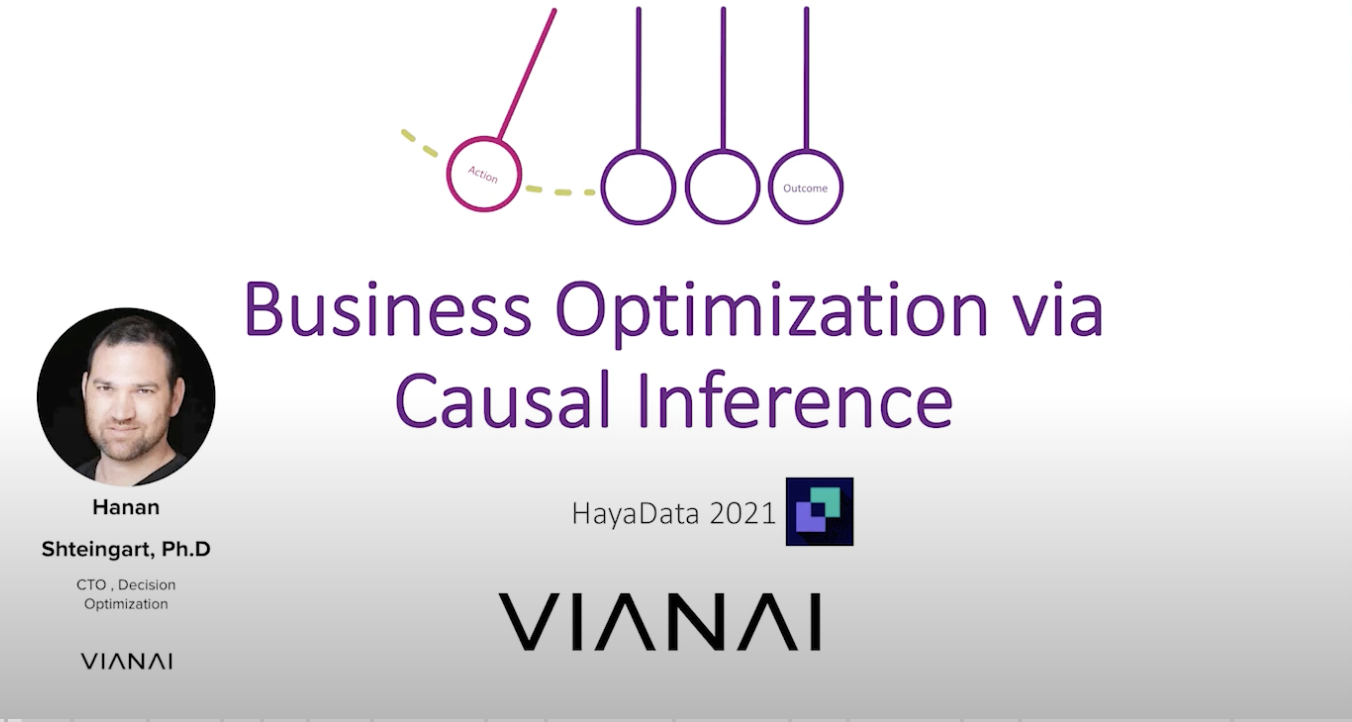 Action
Outcome
Business Optimization via
Causal Inference
HayaData 2021
VIANAI
Hanan
Shteingart, Ph.D
CTO , Decision
Optimization
VIANAI